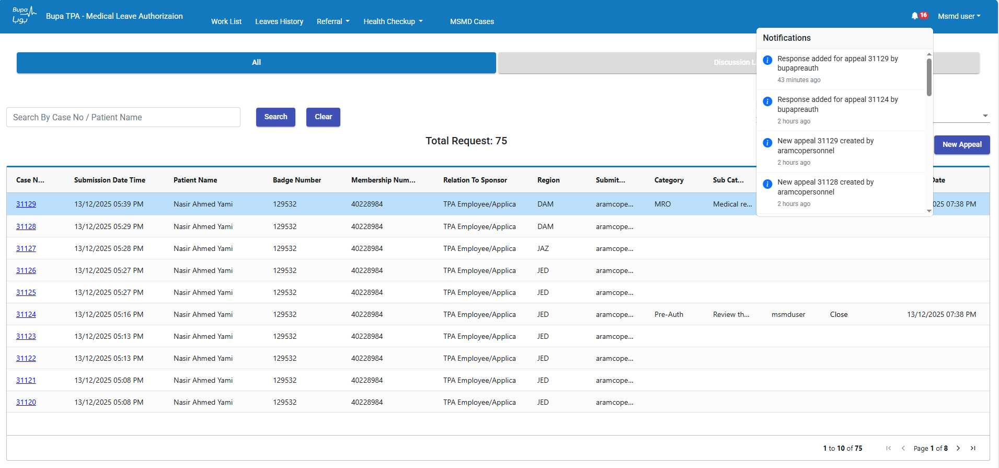 Bupa
بوبا
Bupa TPA - Medical Leave Authorizaion
Work List
Leaves History
Referral
Health Checkup
MSMD Cases
16
Msmd user
Notifications
Response added for appeal 31129 by
bupapreauth
43 minutes ago
Response added for appeal 31124 by
bupapreauth
2 hours ago
New appeal 31129 created by
aramcopersonnel
2 hours ago
New appeal 31128 created by
aramcopersonnel
2 hours ago
All
Discussion L
Search By Case No / Patient Name
Search
Clear
Total Request: 75
New Appeal
Case N... Submission Date Time Patient Name Badge Number Membership Num... Relation To Sponsor Region Submit... Category Sub Cat... Date
31129 13/12/2025 05:39 PM Nasir Ahmed Yami 129532 40228984 TPA Employee/Applica DAM aramcope... MRO Medical re... 025 07:38 PM
31128 13/12/2025 05:29 PM Nasir Ahmed Yami 129532 40228984 TPA Employee/Applica DAM aramcope...
31127 13/12/2025 05:28 PM Nasir Ahmed Yami 129532 40228984 TPA Employee/Applica JAZ aramcope...
31126 13/12/2025 05:27 PM Nasir Ahmed Yami 129532 40228984 TPA Employee/Applica JED aramcope...
31125 13/12/2025 05:27 PM Nasir Ahmed Yami 129532 40228984 TPA Employee/Applica JED aramcope...
31124 13/12/2025 05:16 PM Nasir Ahmed Yami 129532 40228984 TPA Employee/Applica JED aramcope... Pre-Auth Review th... msmduser Close 13/12/2025 07:38 PM
31123 13/12/2025 05:13 PM Nasir Ahmed Yami 129532 40228984 TPA Employee/Applica JED aramcope...
31122 13/12/2025 05:13 PM Nasir Ahmed Yami 129532 40228984 TPA Employee/Applica JED aramcope...
31121 13/12/2025 05:08 PM Nasir Ahmed Yami 129532 40228984 TPA Employee/Applica JED aramcope...
31120 13/12/2025 05:08 PM Nasir Ahmed Yami 129532 40228984 TPA Employee/Applica JED aramcope...
1 to 10 of 75 Page 1 of 8